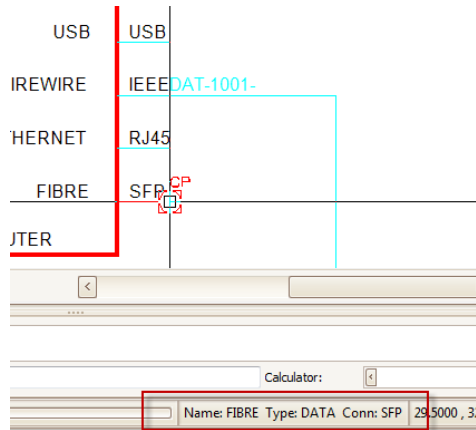 USB USB
IREWIRE IEEE DAT-1001-
THERNET RJ45
CP
FIBRE SFP
UTER
Calculator:
Name: FIBRE Type: DATA Conn: SFP 29.5000 , 3